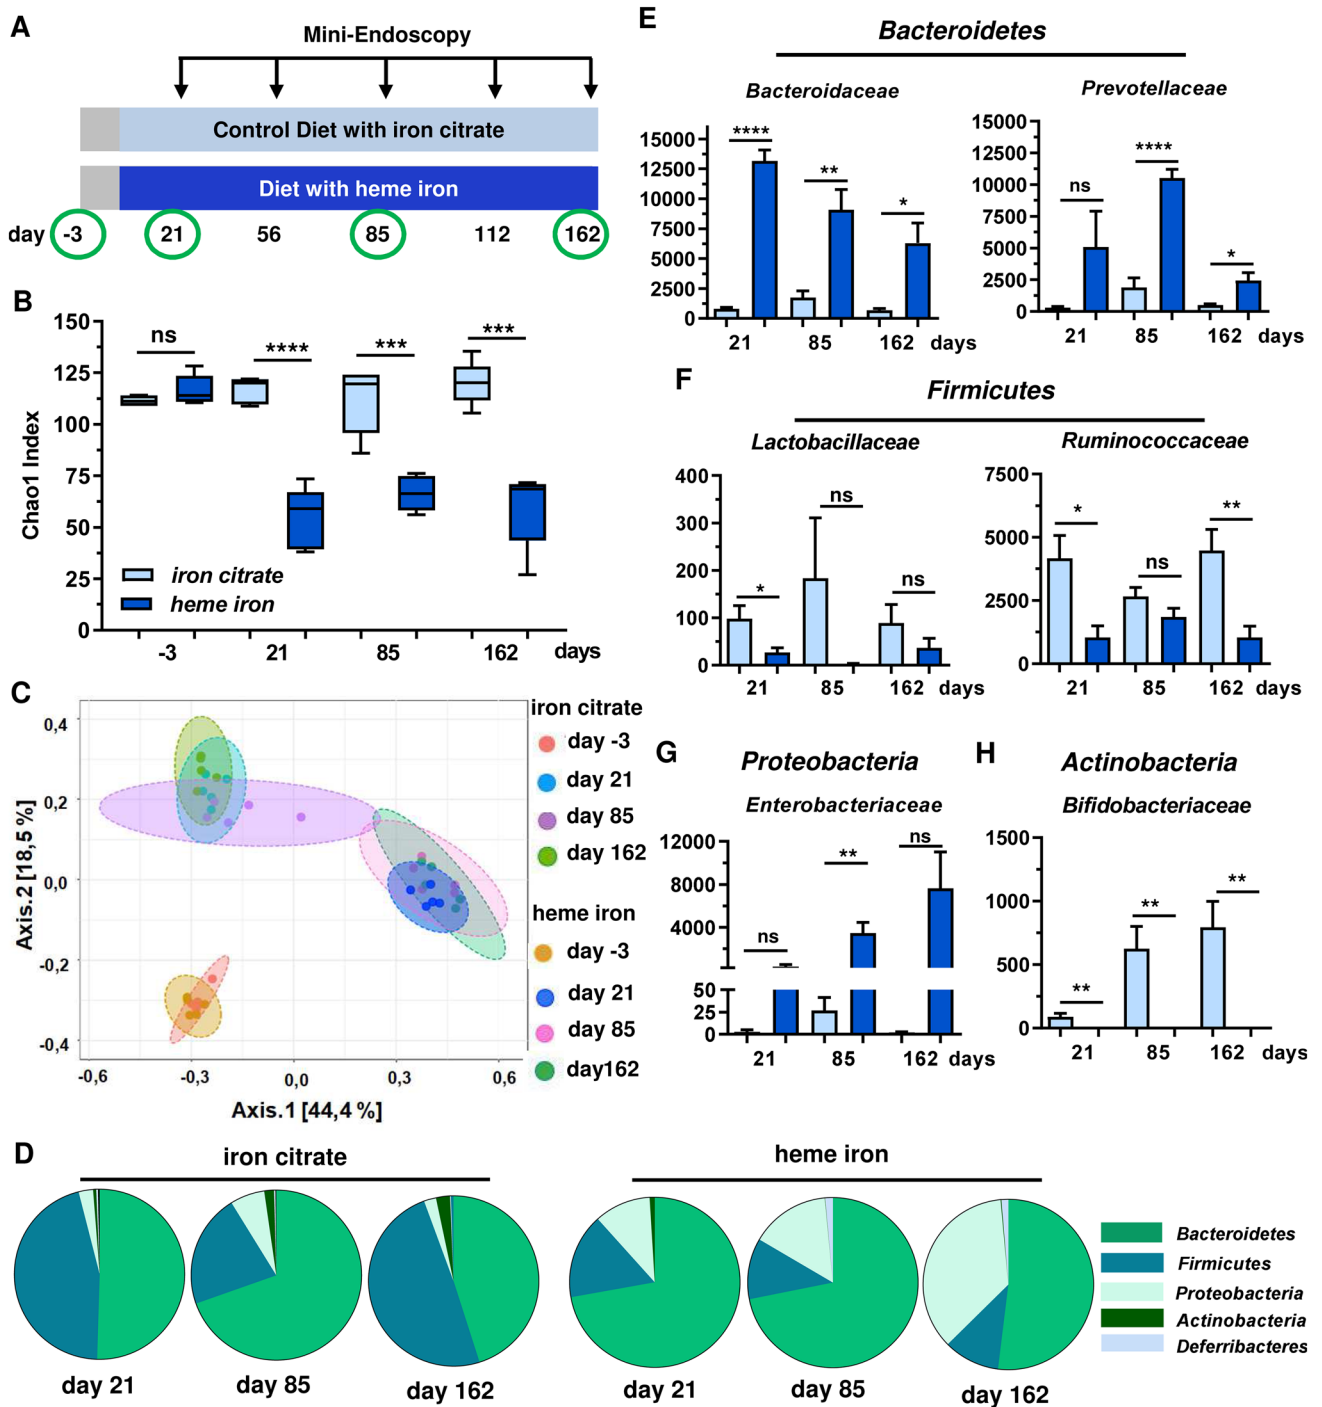 A
Mini-Endoscopy
Control Diet with iron citrate
Diet with heme iron
day -3 21 56 85 112 162
B
Chao1 Index
150
125
100
75
50
25
0
ns **** *** ***
iron citrate
heme iron
-3 21 85 162 days
C
Axis.2 [18,5 %]
0,4
0,2
0,0
-0,2
-0,4
-0,6 -0,3 0,0 0,3 0,6
Axis.1 [44,4 %]
iron citrate
day -3
day 21
day 85
day 162
heme iron
day -3
day 21
day 85
day162
D
iron citrate
day 21 day 85 day 162
heme iron
day 21 day 85 day 162
Bacteroidetes
Firmicutes
Proteobacteria
Actinobacteria
Deferribacteres
E
Bacteroidetes
Bacteroidaceae
15000
12500
10000
7500
5000
2500
0
**** ** *
21 85 162 days
Prevotellaceae
15000
12500
10000
7500
5000
2500
0
ns **** *
21 85 162 days
F
Firmicutes
Lactobacillaceae
400
300
200
100
0
* ns ns
21 85 162 days
Ruminococcaceae
7500
5000
2500
0
* ns **
21 85 162 days
G
Proteobacteria
Enterobacteriaceae
12000
8000
4000
50
25
0
ns ** ns
21 85 162 days
H
Actinobacteria
Bifidobacteriaceae
1500
1000
500
0
** ** **
21 85 162 days